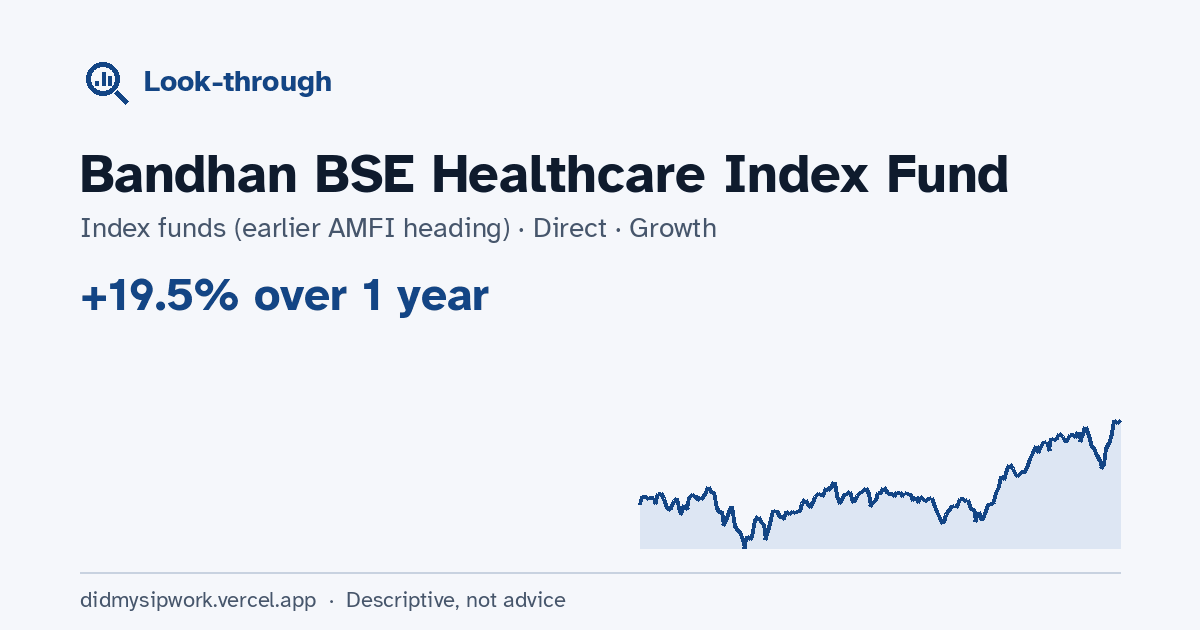 Look-through
Bandhan BSE Healthcare Index Fund
Index funds (earlier AMFI heading) · Direct · Growth
+19.5% over 1 year
didmysipwork.vercel.app · Descriptive, not advice